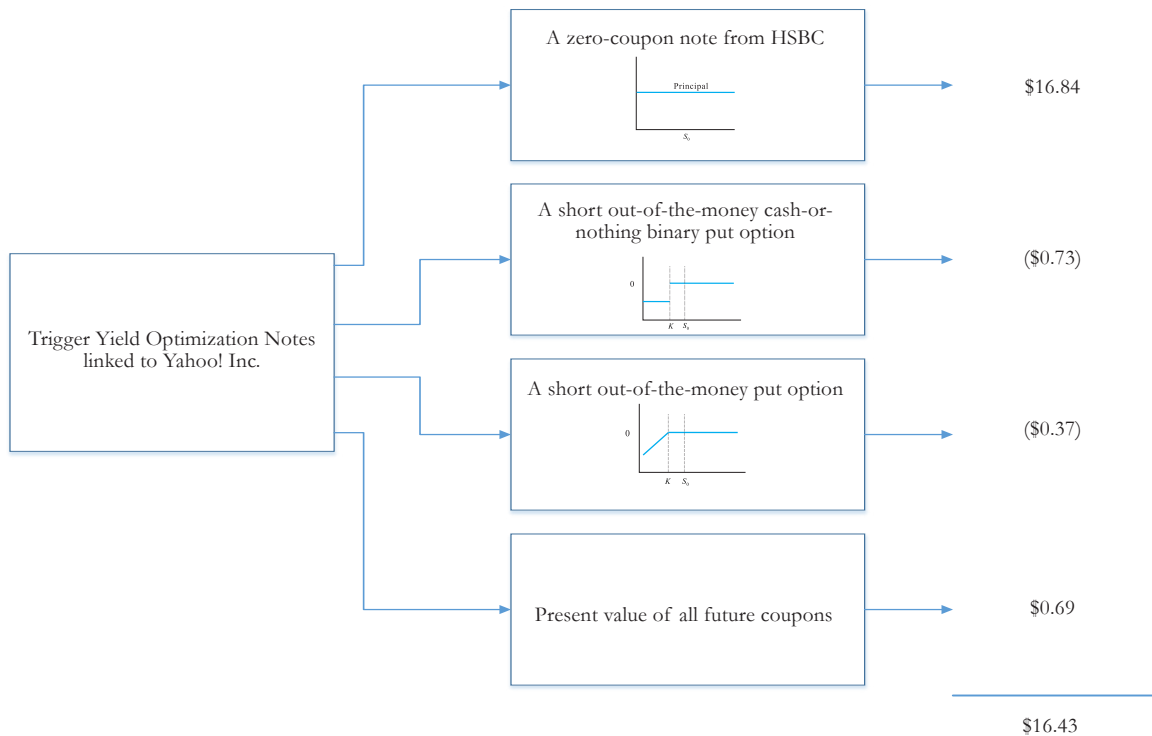 A zero-coupon note from HSBC
Principal
S₀
$16.84
A short out-of-the-money cash-or-
nothing binary put option
0
K S₀
($0.73)
Trigger Yield Optimization Notes
linked to Yahoo! Inc.
A short out-of-the-money put option
0
K S₀
($0.37)
Present value of all future coupons
$0.69
$16.43